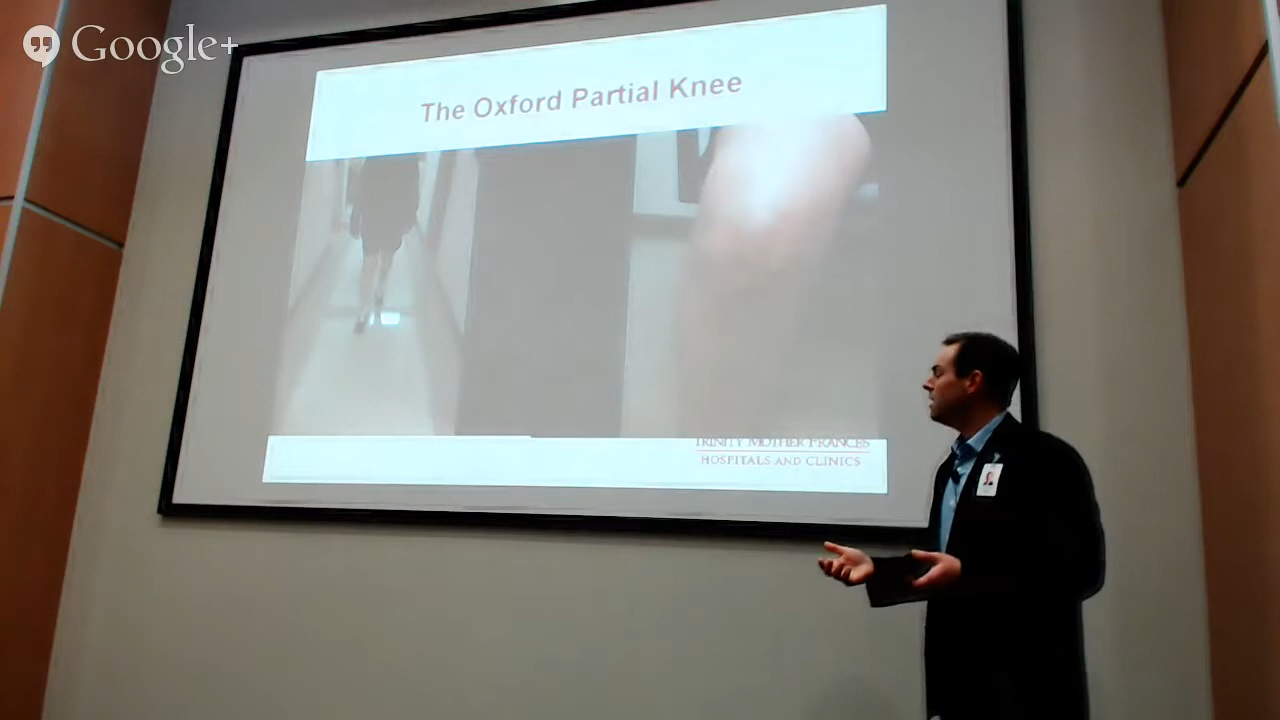 Google+
The Oxford Partial Knee
TRINITY MOTHER FRANCES
HOSPITALS AND CLINICS